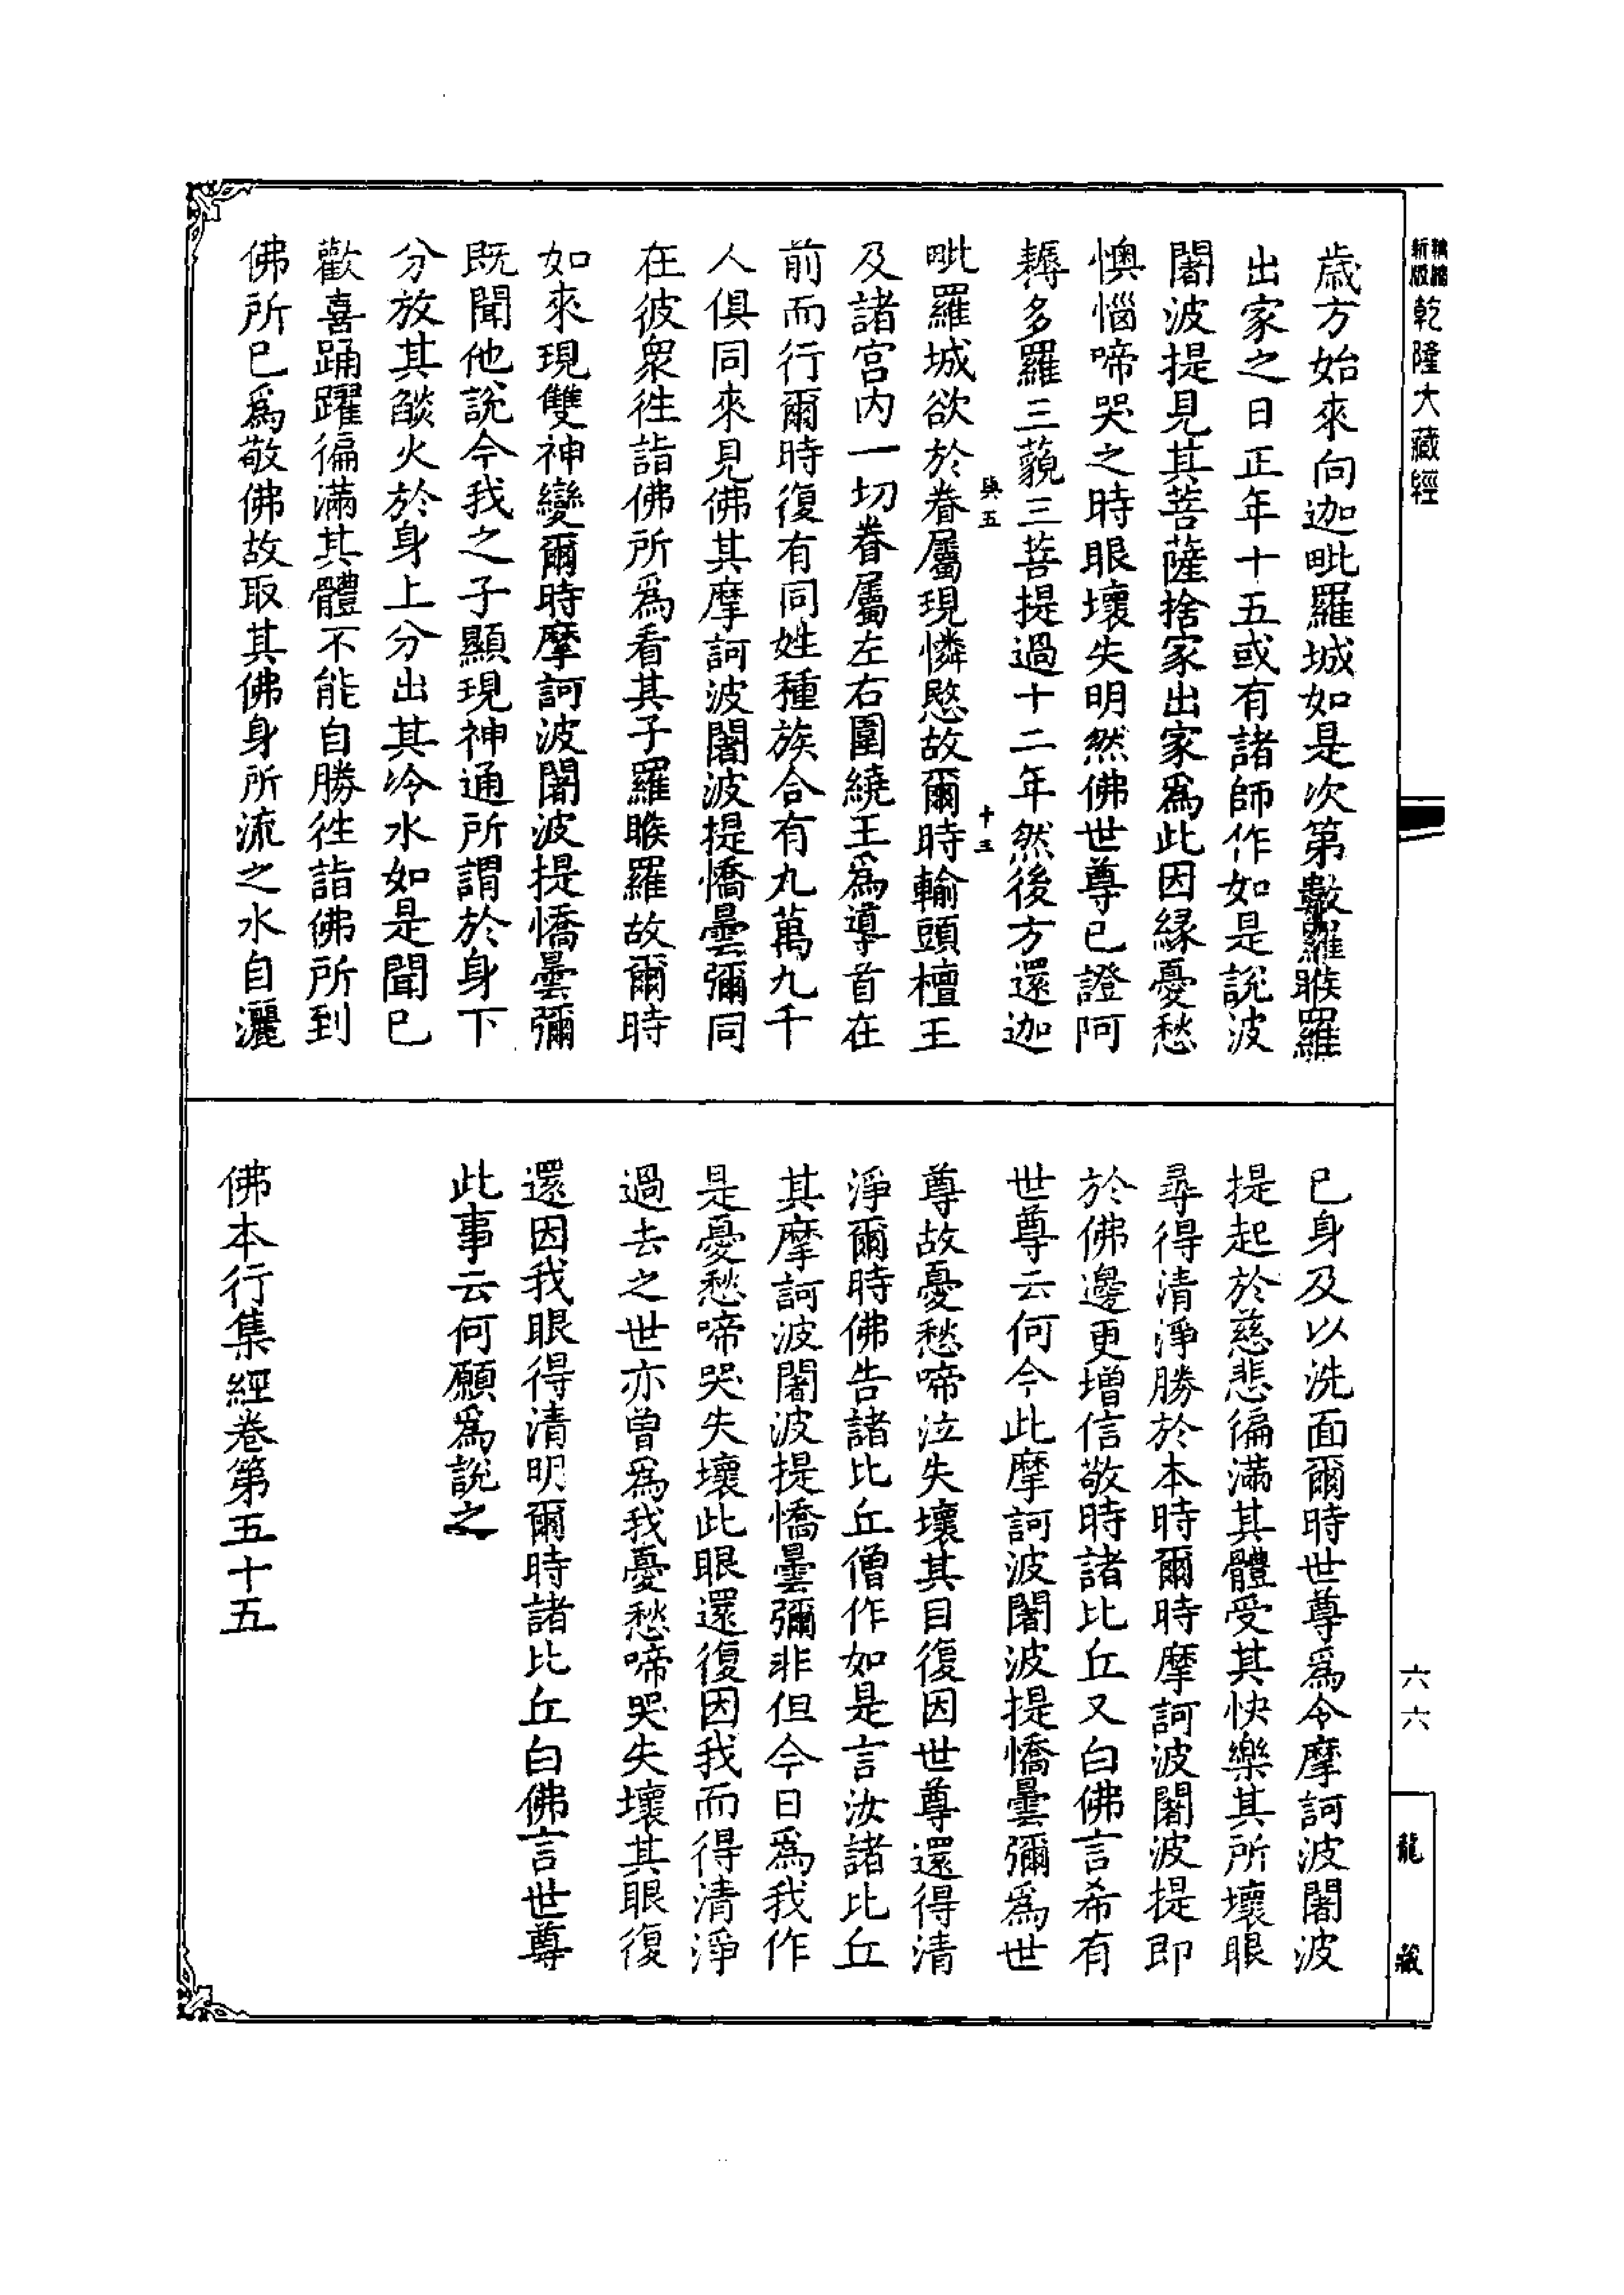 精縮新版乾隆大藏經
歲方始來向迦毗羅城如是次第數羅睺羅
出家之日正年十五或有諸師作如是說波
闍波提見其菩薩捨家出家爲此因緣憂愁
懊惱啼哭之時眼壞失明然佛世尊已證阿
耨多羅三藐三菩提過十二年然後方還迦
毗羅城欲於眷屬現憐愍故爾時輸頭檀王
與五
十三
及諸宮內一切眷屬左右圍繞王爲導首在
前而行爾時復有同姓種族合有九萬九千
人俱同來見佛其摩訶波闍波提憍曇彌同
在彼衆徃詣佛所爲看其子羅睺羅故爾時
如來現雙神變爾時摩訶波闍波提憍曇彌
既聞他說今我之子顯現神通所謂於身下
分放其燄火於身上分出其冷水如是聞已
歡喜踊躍徧滿其體不能自勝徃詣佛所到
佛所已爲敬佛故取其佛身所流之水自灑
已身及以洗面爾時世尊爲令摩訶波闍波
提起於慈悲徧滿其體受其快樂其所壞眼
尋得清淨勝於本時爾時摩訶波闍波提即
於佛邊更增信敬時諸比丘又白佛言希有
世尊云何今此摩訶波闍波提憍曇彌爲世
尊故憂愁啼泣失壞其目復因世尊還得清
淨爾時佛告諸比丘僧作如是言汝諸比丘
其摩訶波闍波提憍曇彌非但今日爲我作
是憂愁啼哭失壞此眼還復因我而得清淨
過去之世亦曾爲我憂愁啼哭失壞其眼復
還因我眼得清明爾時諸比丘白佛言世尊
此事云何願爲說之
佛本行集經卷第五十五
六六
龍藏